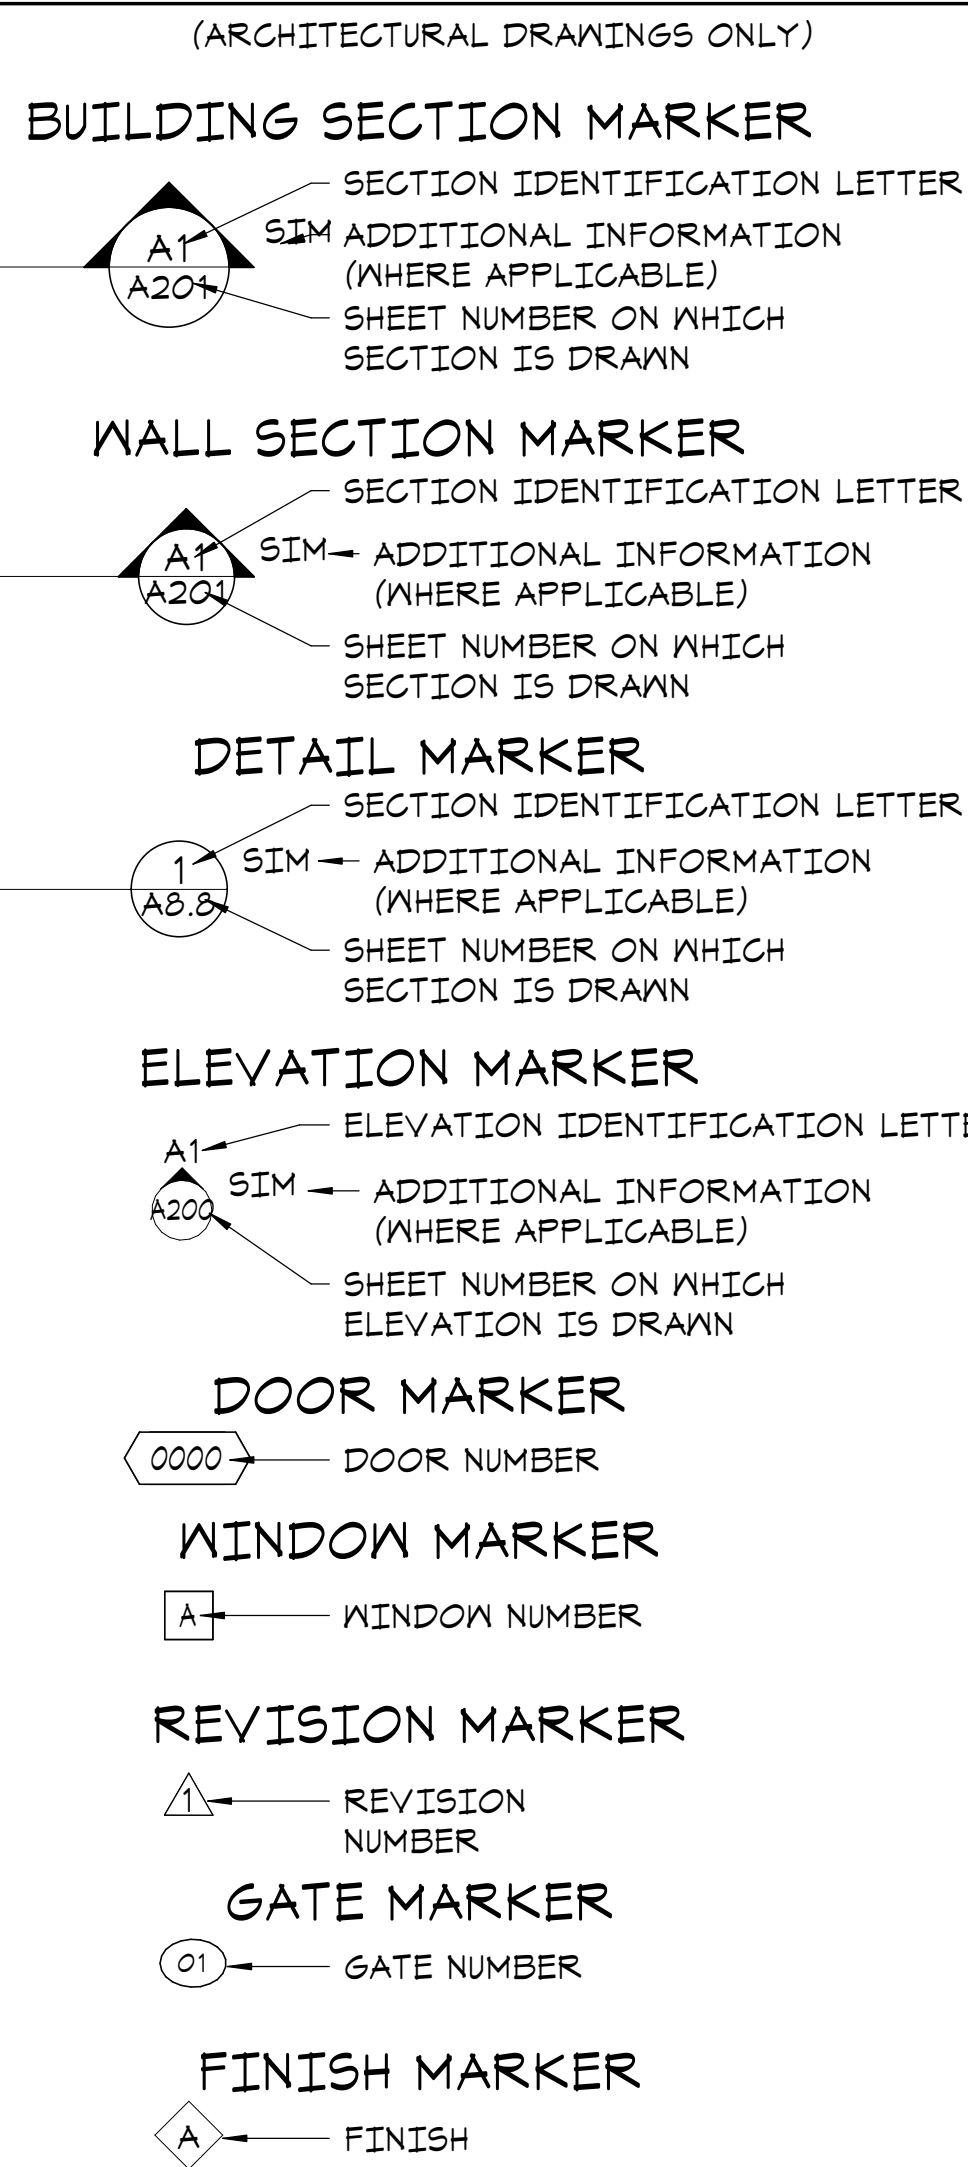 (ARCHITECTURAL DRAWINGS ONLY)
BUILDING SECTION MARKER
SECTION IDENTIFICATION LETTER
A1
SIM ADDITIONAL INFORMATION
(WHERE APPLICABLE)
A201
SHEET NUMBER ON WHICH
SECTION IS DRAWN
WALL SECTION MARKER
SECTION IDENTIFICATION LETTER
A1
SIM ADDITIONAL INFORMATION
(WHERE APPLICABLE)
A201
SHEET NUMBER ON WHICH
SECTION IS DRAWN
DETAIL MARKER
SECTION IDENTIFICATION LETTER
1
SIM ADDITIONAL INFORMATION
(WHERE APPLICABLE)
A8.8
SHEET NUMBER ON WHICH
SECTION IS DRAWN
ELEVATION MARKER
ELEVATION IDENTIFICATION LETTE
A1
SIM ADDITIONAL INFORMATION
(WHERE APPLICABLE)
A200
SHEET NUMBER ON WHICH
ELEVATION IS DRAWN
DOOR MARKER
0000 DOOR NUMBER
WINDOW MARKER
A WINDOW NUMBER
REVISION MARKER
1 REVISION
NUMBER
GATE MARKER
01 GATE NUMBER
FINISH MARKER
A FINISH